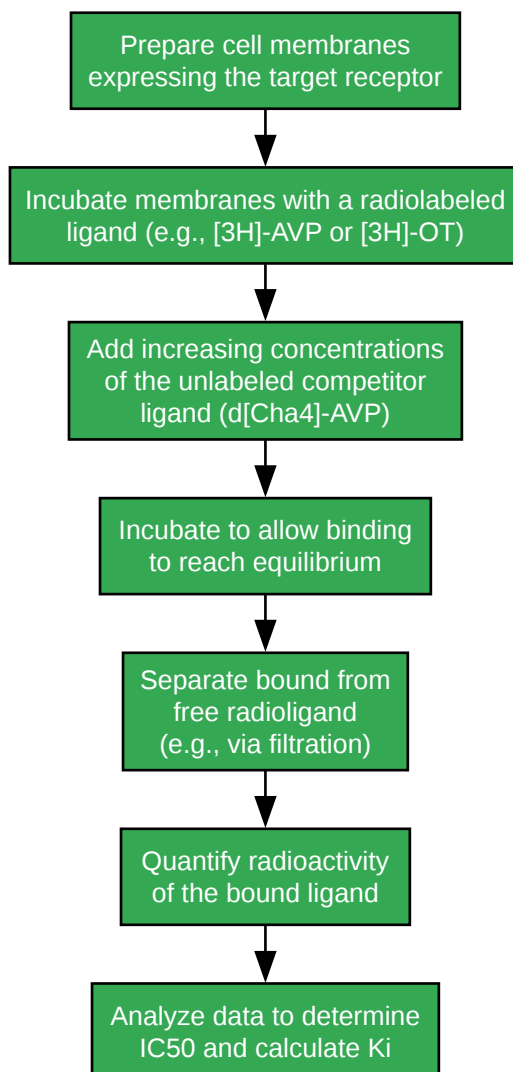 Prepare cell membranes
expressing the target receptor
Incubate membranes with a radiolabeled
ligand (e.g., [3H]-AVP or [3H]-OT)
Add increasing concentrations
of the unlabeled competitor
ligand (d[Cha4]-AVP)
Incubate to allow binding
to reach equilibrium
Separate bound from
free radioligand
(e.g., via filtration)
Quantify radioactivity
of the bound ligand
Analyze data to determine
IC50 and calculate Ki